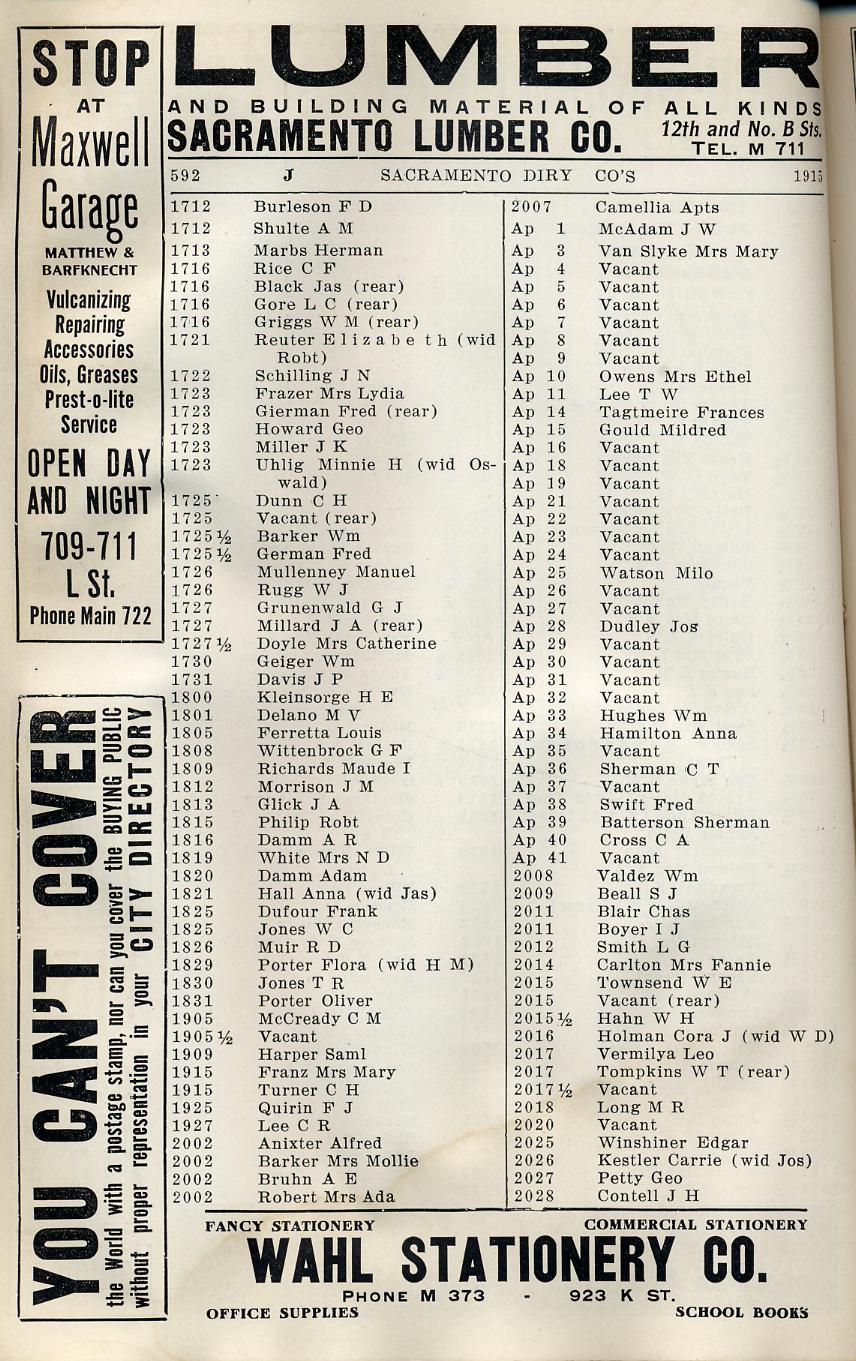 STOP
AT
Maxwell
Garage
MATTHEW &
BARFKNECHT
Vulcanizing
Repairing
Accessories
Oils, Greases
Prest-o-lite
Service
OPEN DAY
AND NIGHT
709-711
L St.
Phone Main 722
YOU CAN'T COVER
the World with a postage stamp, nor can you cover the BUYING PUBLIC
without proper representation in your CITY DIRECTORY
LUMBER
AND BUILDING MATERIAL OF ALL KINDS
SACRAMENTO LUMBER CO. 12th and No. B Sts.
TEL. M 711
592 J SACRAMENTO DIRY CO'S 1915
1712 Burleson F D
1712 Shulte A M
1713 Marbs Herman
1716 Rice C F
1716 Black Jas (rear)
1716 Gore L C (rear)
1716 Griggs W M (rear)
1721 Reuter Elizabeth (wid
Robt)
1722 Schilling J N
1723 Frazer Mrs Lydia
1723 Gierman Fred (rear)
1723 Howard Geo
1723 Miller J K
1723 Uhlig Minnie H (wid Os-
wald)
1725 Dunn C H
1725 Vacant (rear)
1725½ Barker Wm
1725½ German Fred
1726 Mullenney Manuel
1726 Rugg W J
1727 Grunenwald G J
1727 Millard J A (rear)
1727½ Doyle Mrs Catherine
1730 Geiger Wm
1731 Davis J P
1800 Kleinsorge H E
1801 Delano M V
1805 Ferretta Louis
1808 Wittenbrock G F
1809 Richards Maude I
1812 Morrison J M
1813 Glick J A
1815 Philip Robt
1816 Damm A R
1819 White Mrs N D
1820 Damm Adam
1821 Hall Anna (wid Jas)
1825 Dufour Frank
1825 Jones W C
1826 Muir R D
1829 Porter Flora (wid H M)
1830 Jones T R
1831 Porter Oliver
1905 McCready C M
1905½ Vacant
1909 Harper Saml
1915 Franz Mrs Mary
1915 Turner C H
1925 Quirin F J
1927 Lee C R
2002 Anixter Alfred
2002 Barker Mrs Mollie
2002 Bruhn A E
2002 Robert Mrs Ada
2007 Camellia Apts
Ap 1 McAdam J W
Ap 3 Van Slyke Mrs Mary
Ap 4 Vacant
Ap 5 Vacant
Ap 6 Vacant
Ap 7 Vacant
Ap 8 Vacant
Ap 9 Vacant
Ap 10 Owens Mrs Ethel
Ap 11 Lee T W
Ap 14 Tagtmeire Frances
Ap 15 Gould Mildred
Ap 16 Vacant
Ap 18 Vacant
Ap 19 Vacant
Ap 21 Vacant
Ap 22 Vacant
Ap 23 Vacant
Ap 24 Vacant
Ap 25 Watson Milo
Ap 26 Vacant
Ap 27 Vacant
Ap 28 Dudley Jos
Ap 29 Vacant
Ap 30 Vacant
Ap 31 Vacant
Ap 32 Vacant
Ap 33 Hughes Wm
Ap 34 Hamilton Anna
Ap 35 Vacant
Ap 36 Sherman C T
Ap 37 Vacant
Ap 38 Swift Fred
Ap 39 Batterson Sherman
Ap 40 Cross C A
Ap 41 Vacant
2008 Valdez Wm
2009 Beall S J
2011 Blair Chas
2011 Boyer I J
2012 Smith L G
2014 Carlton Mrs Fannie
2015 Townsend W E
2015 Vacant (rear)
2015½ Hahn W H
2016 Holman Cora J (wid W D)
2017 Vermilya Leo
2017 Tompkins W T (rear)
2017½ Vacant
2018 Long M R
2020 Vacant
2025 Winshiner Edgar
2026 Kestler Carrie (wid Jos)
2027 Petty Geo
2028 Contell J H
FANCY STATIONERY COMMERCIAL STATIONERY
WAHL STATIONERY CO.
PHONE M 373 - 923 K ST.
OFFICE SUPPLIES SCHOOL BOOKS